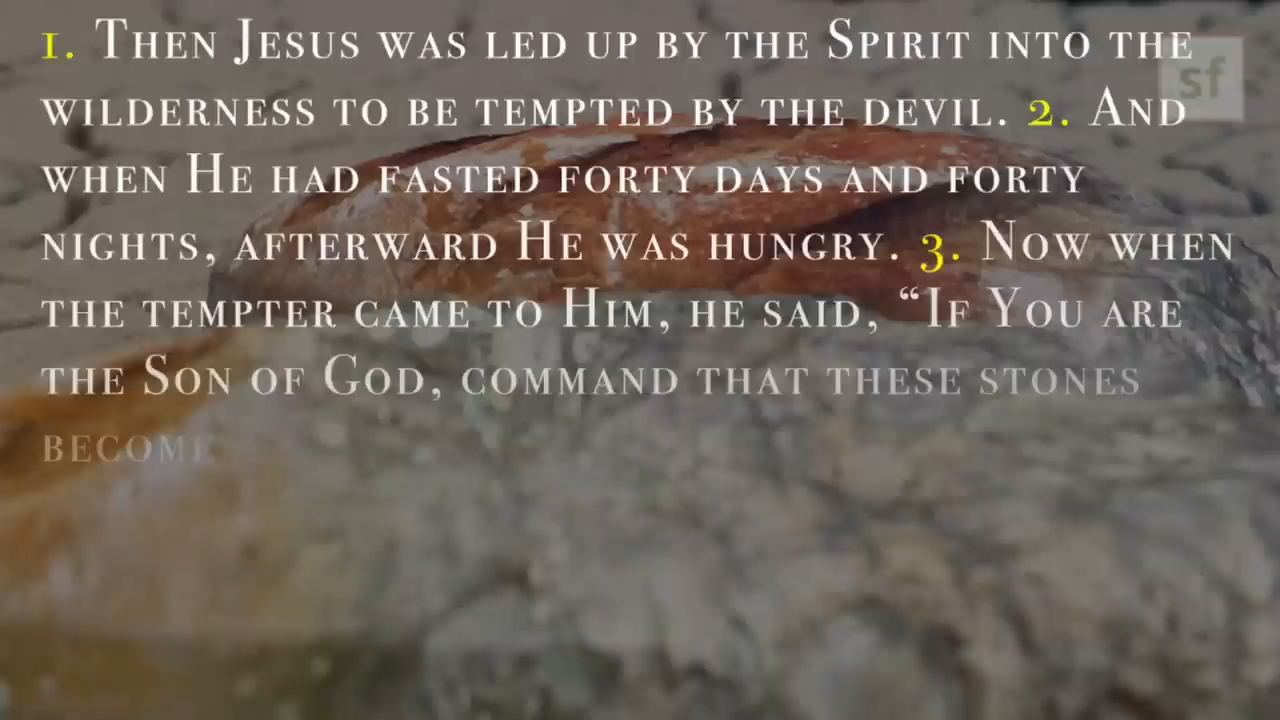 1. Then Jesus was led up by the Spirit into the
wilderness to be tempted by the devil. 2. And
when He had fasted forty days and forty
nights, afterward He was hungry. 3. Now when
the tempter came to Him, he said, “If You are
the Son of God, command that these stones
become
sf